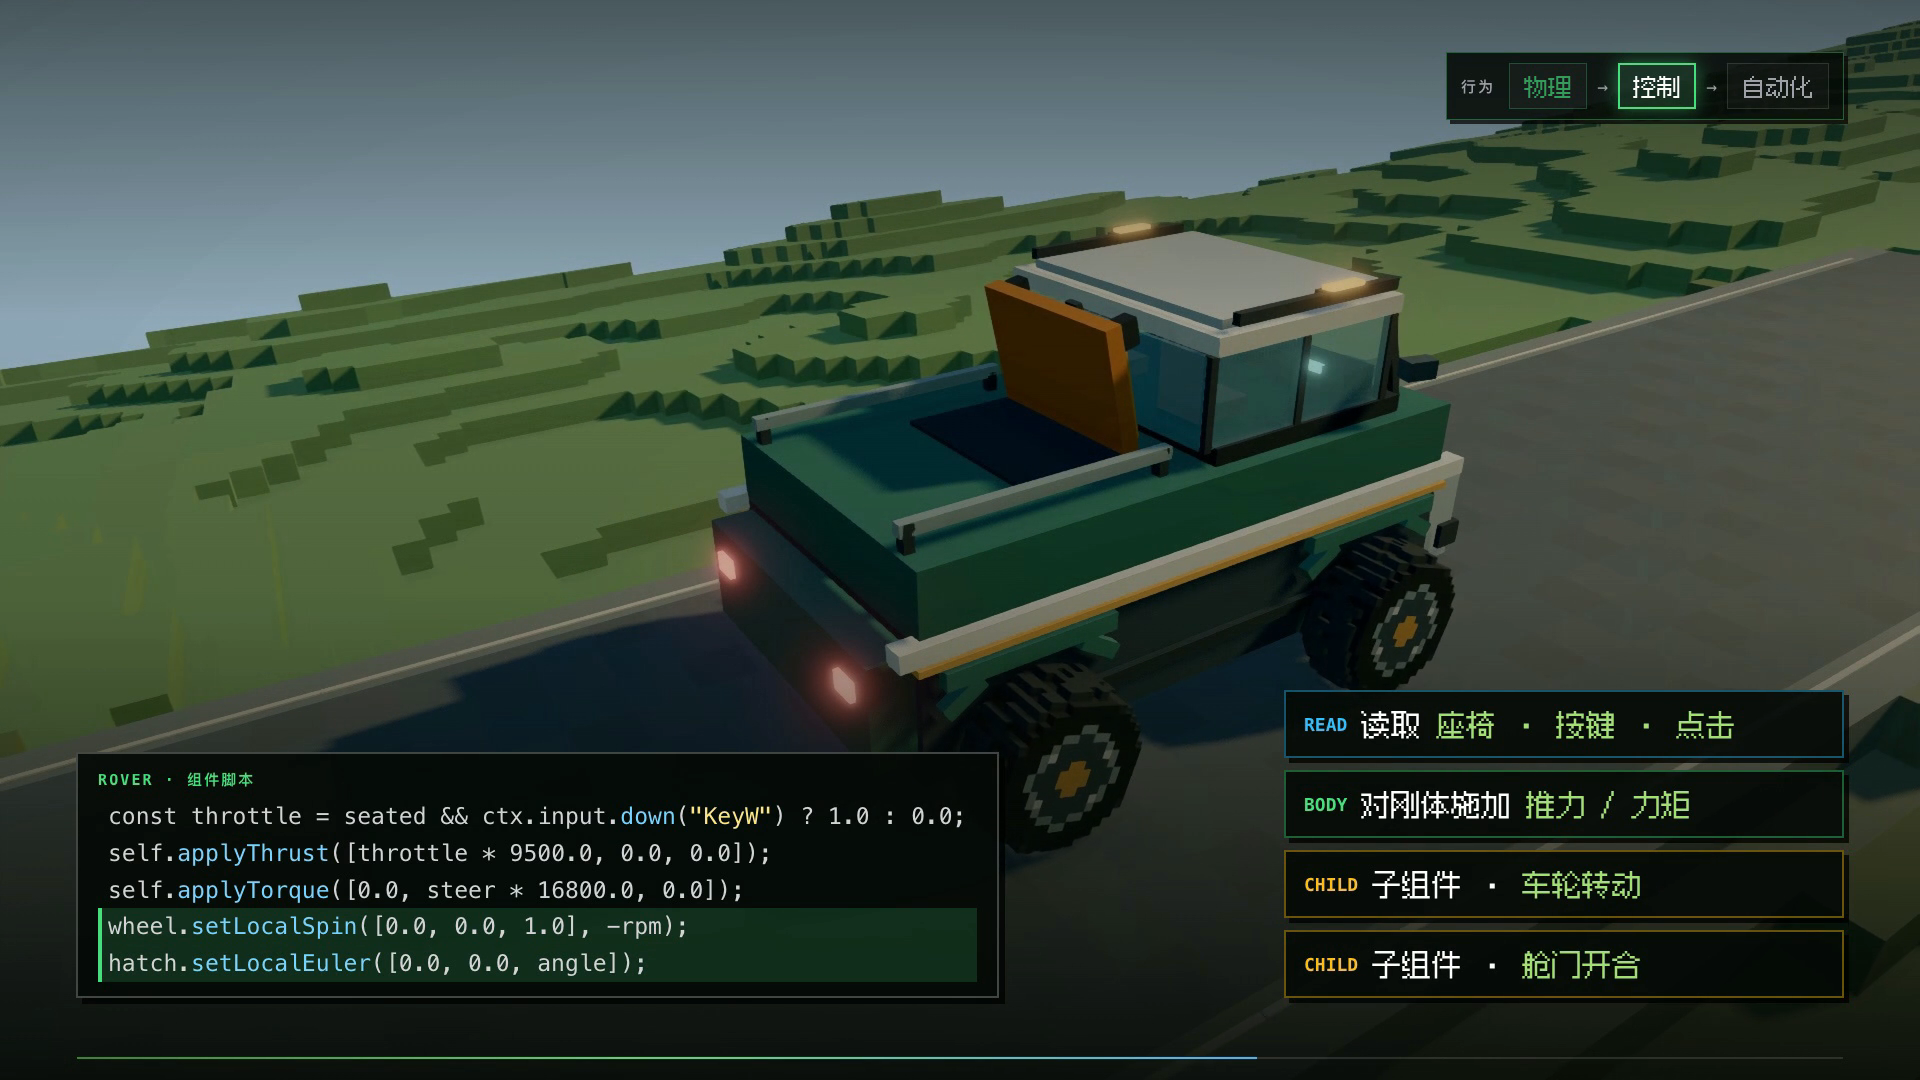 行为 物理 → 控制 → 自动化
ROVER · 组件脚本
const throttle = seated && ctx.input.down("KeyW") ? 1.0 : 0.0;
self.applyThrust([throttle * 9500.0, 0.0, 0.0]);
self.applyTorque([0.0, steer * 16800.0, 0.0]);
wheel.setLocalSpin([0.0, 0.0, 1.0], −rpm);
hatch.setLocalEuler([0.0, 0.0, angle]);
READ 读取 座椅 · 按键 · 点击
BODY 对刚体施加 推力 / 力矩
CHILD 子组件 · 车轮转动
CHILD 子组件 · 舱门开合